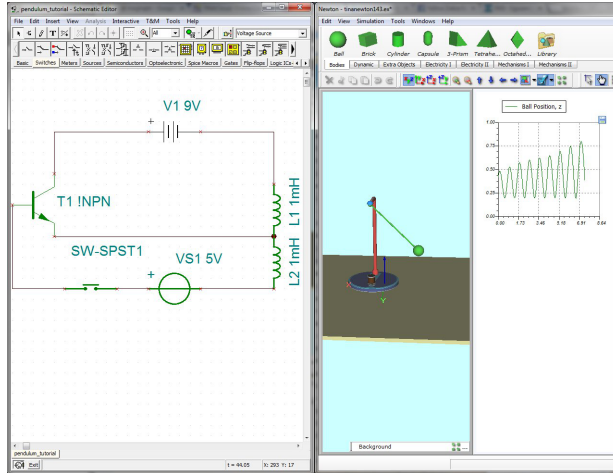 pendulum_tutorial - Schematic Editor
File Edit Insert View Analysis Interactive T&M Tools Help
All
Voltage Source
Basic Switches Meters Sources Semiconductors Optoelectronic Spice Macros Gates Flip-flops Logic ICs-
V1 9V
+
T1 !NPN
L1 1mH
SW-SPST1
VS1 5V
+
L2 1mH
pendulum_tutorial
Exit
t = 44,05
X: 293 Y: 17
Newton - tinanewton141.ex*
Edit View Simulation Tools Windows Help
Ball Brick Cylinder Capsule 3-Prism Tetrahe... Octahed... Library
Bodies Dynamic Extra Objects Electricity I Electricity II Mechanisms I Mechanisms II
X
Y
Background
Ball Position, z
1.00
0.75
0.50
0.25
0.00
0.00 1.73 3.46 5.18 6.91 8.64